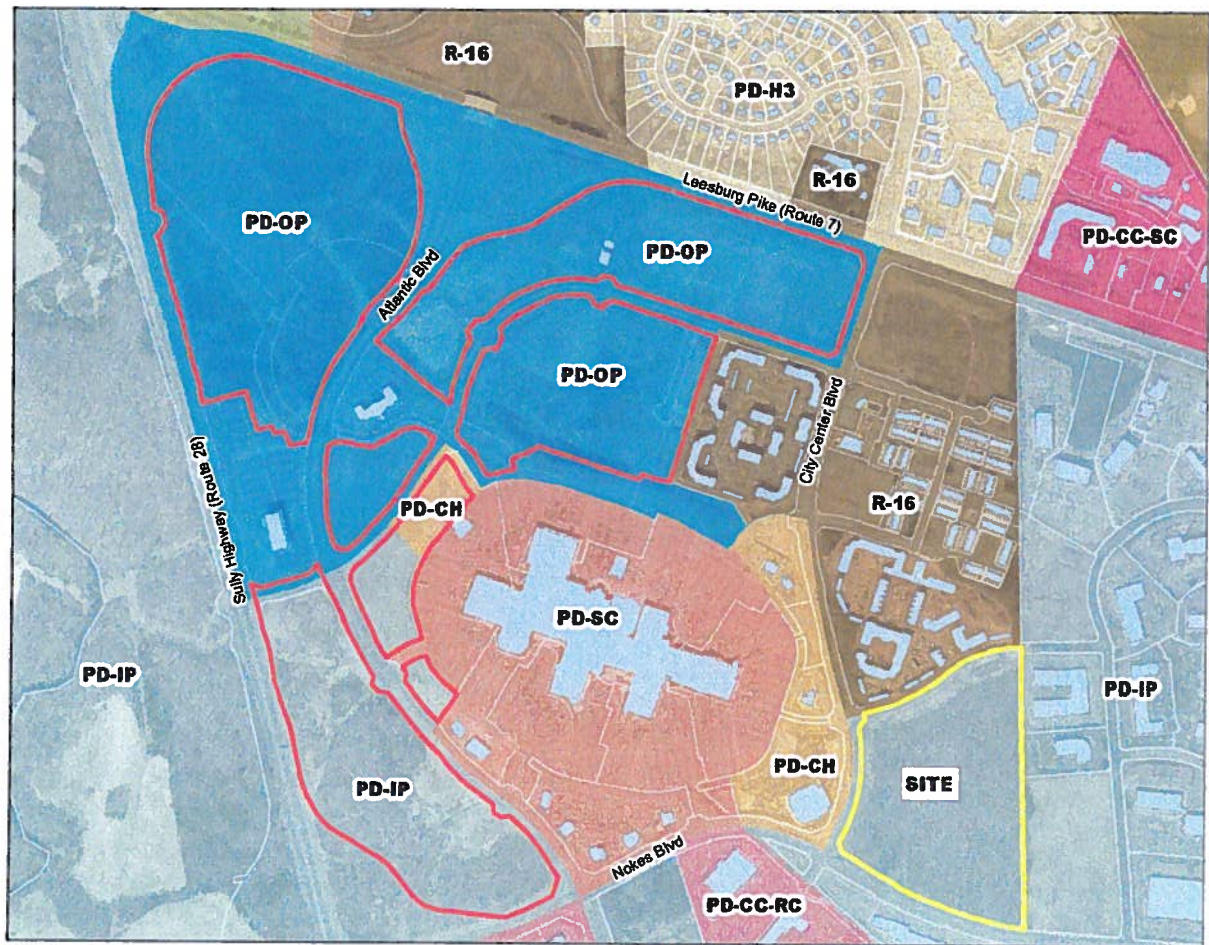 R-16
PD-H3
R-16
Leesburg Pike (Route 7)
PD-CC-SC
PD-OP
PD-OP
Atlantic Blvd
PD-OP
City Center Blvd
Sully Highway (Route 28)
PD-CH
R-16
PD-SC
PD-IP
PD-IP
PD-CH
PD-IP
SITE
Nokes Blvd
PD-CC-RC